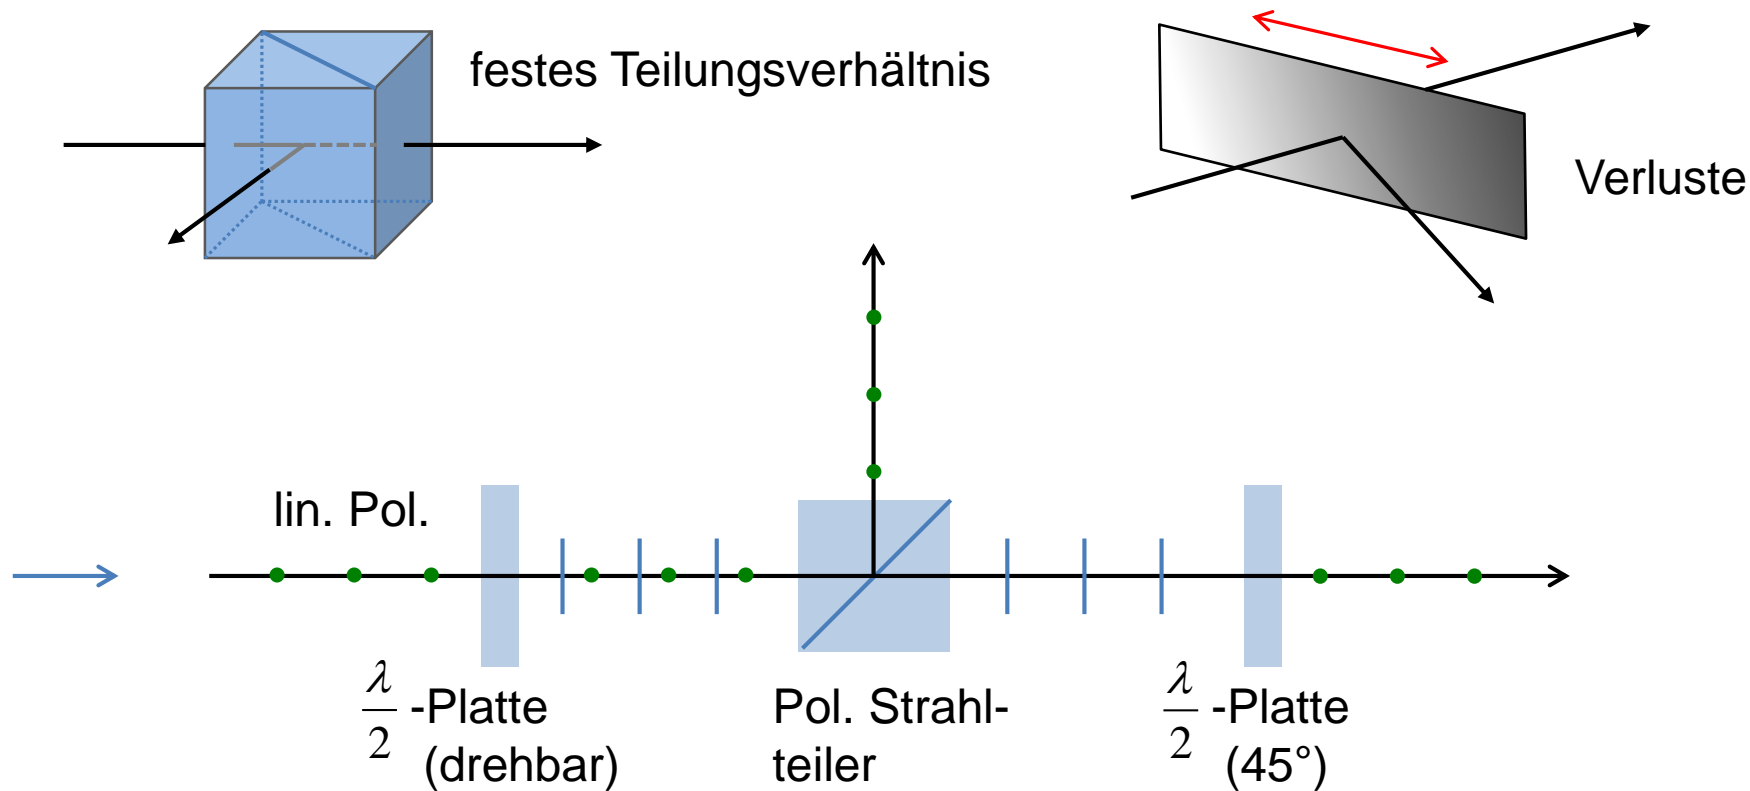 festes Teilungsverhältnis
Verluste
lin. Pol.
λ/2 -Platte
(drehbar)
Pol. Strahl-
teiler
λ/2 -Platte
(45°)